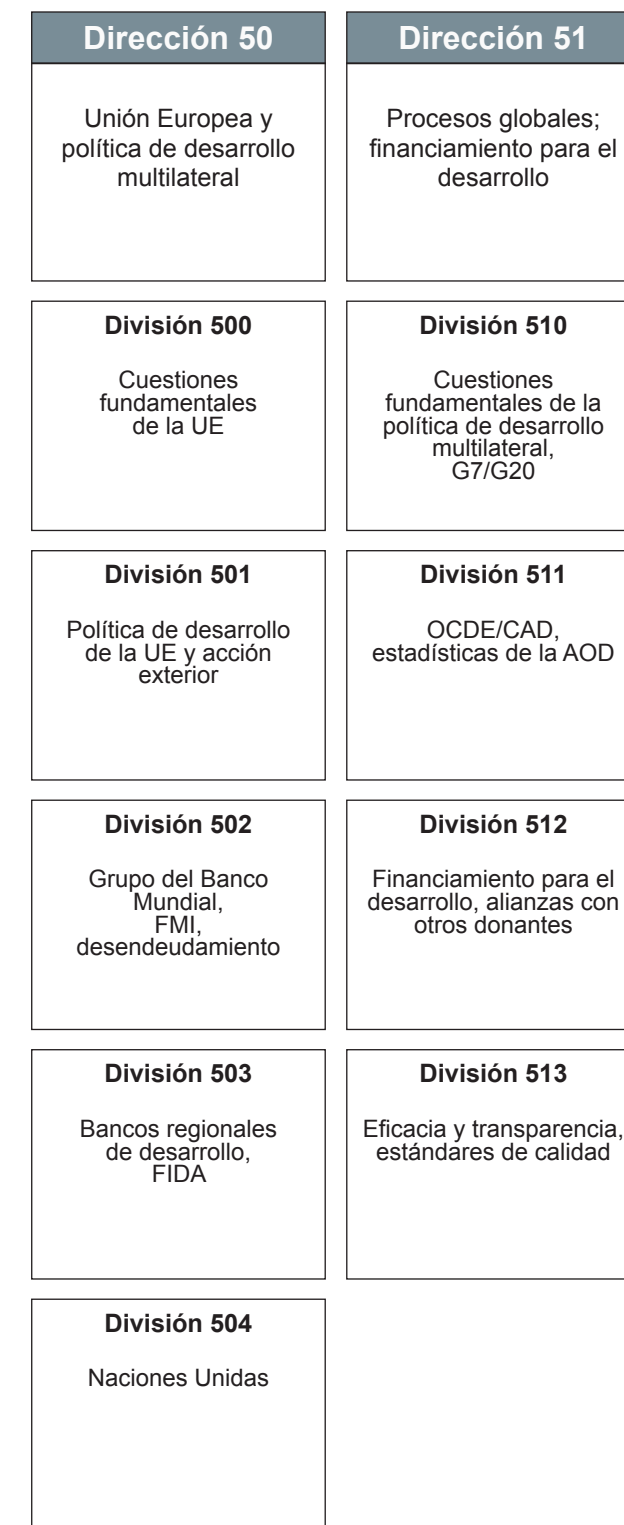 Dirección 50
Unión Europea y
política de desarrollo
multilateral
División 500
Cuestiones
fundamentales
de la UE
División 501
Política de desarrollo
de la UE y acción
exterior
División 502
Grupo del Banco
Mundial,
FMI,
desendeudamiento
División 503
Bancos regionales
de desarrollo,
FIDA
División 504
Naciones Unidas
Dirección 51
Procesos globales;
financiamiento para el
desarrollo
División 510
Cuestiones
fundamentales de la
política de desarrollo
multilateral,
G7/G20
División 511
OCDE/CAD,
estadísticas de la AOD
División 512
Financiamiento para el
desarrollo, alianzas con
otros donantes
División 513
Eficacia y transparencia,
estándares de calidad